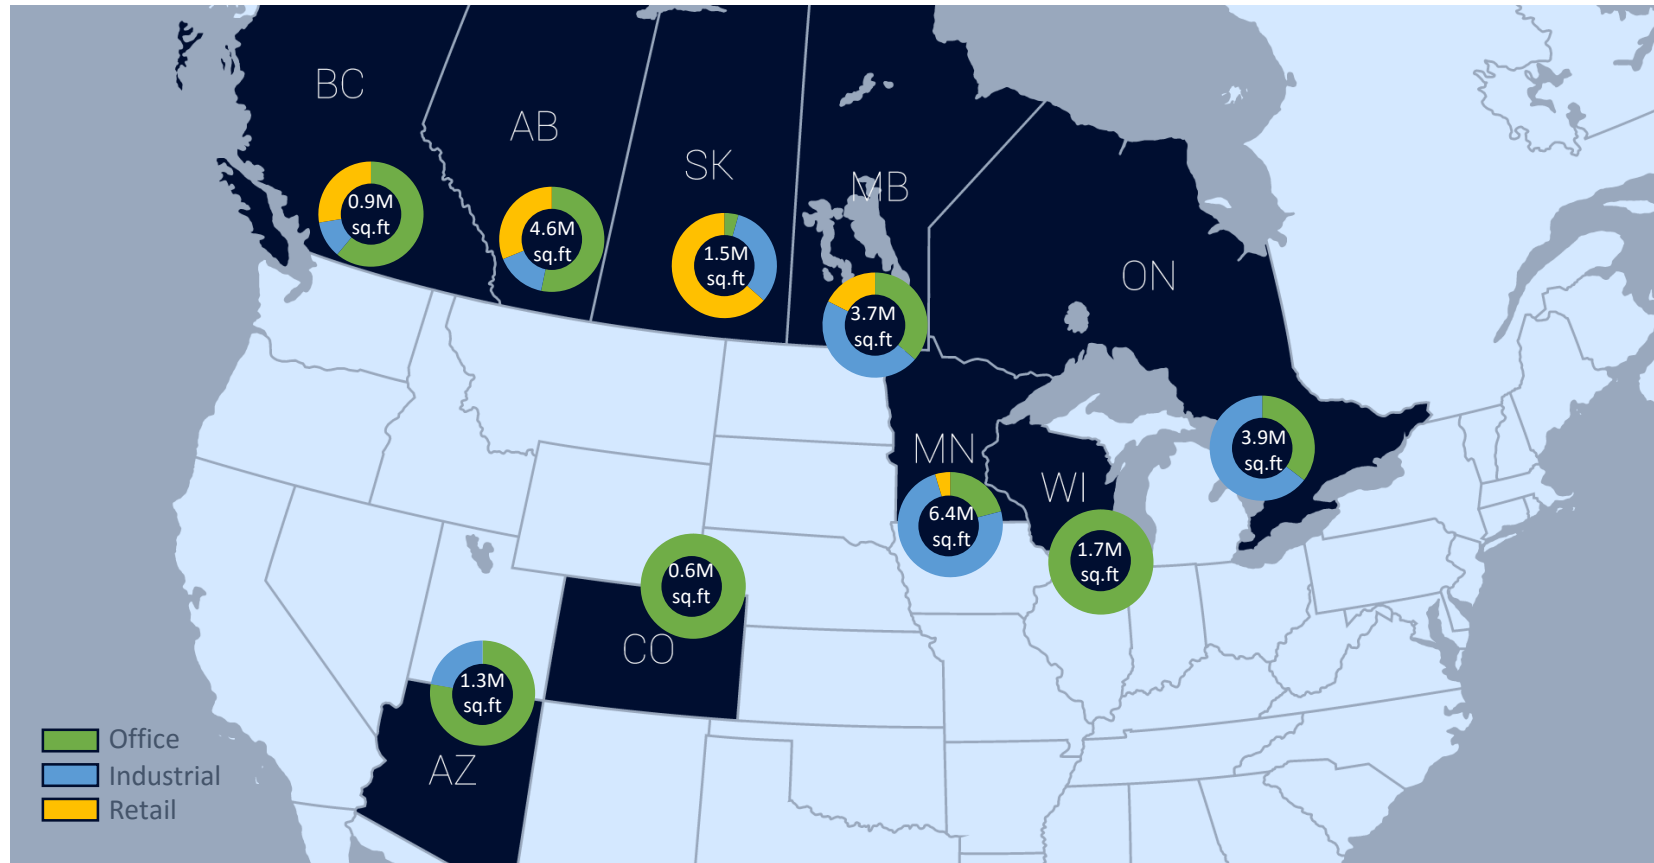 BC
0.9M
sq.ft
AB
4.6M
sq.ft
SK
1.5M
sq.ft
MB
3.7M
sq.ft
ON
3.9M
sq.ft
MN
6.4M
sq.ft
WI
1.7M
sq.ft
0.6M
sq.ft
CO
1.3M
sq.ft
AZ
Office
Industrial
Retail